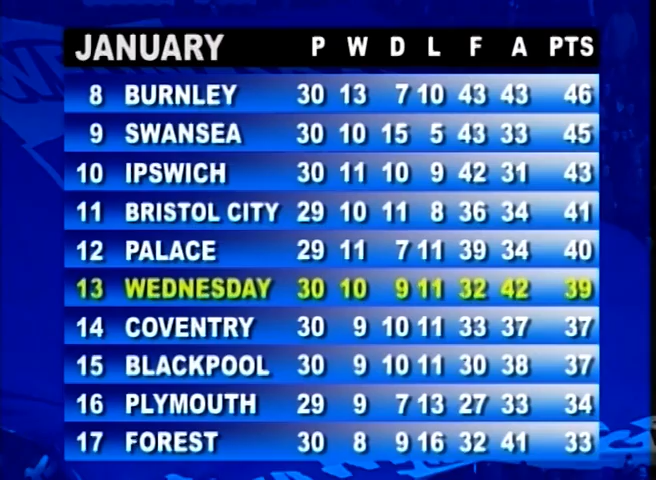 JANUARY P W D L F A PTS
8 BURNLEY 30 13 7 10 43 43 46
9 SWANSEA 30 10 15 5 43 33 45
10 IPSWICH 30 11 10 9 42 31 43
11 BRISTOL CITY 29 10 11 8 36 34 41
12 PALACE 29 11 7 11 39 34 40
13 WEDNESDAY 30 10 9 11 32 42 39
14 COVENTRY 30 9 10 11 33 37 37
15 BLACKPOOL 30 9 10 11 30 38 37
16 PLYMOUTH 29 9 7 13 27 33 34
17 FOREST 30 8 9 16 32 41 33